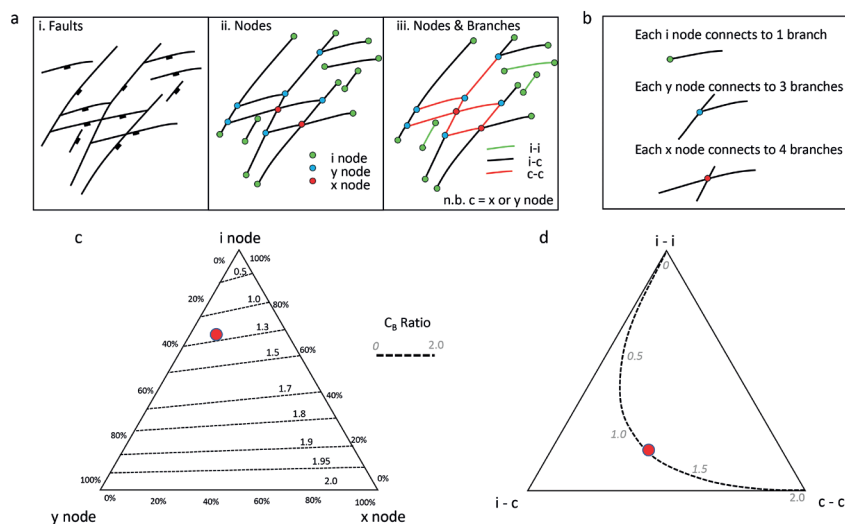 a
i. Faults
ii. Nodes
i node
y node
x node
iii. Nodes & Branches
i-i
i-c
c-c
n.b. c = x or y node
b
Each i node connects to 1 branch
Each y node connects to 3 branches
Each x node connects to 4 branches
c
i node
0%
100%
0.5
20%
1.0
80%
1.3
40%
1.5
60%
60%
1.7
40%
1.8
80%
20%
1.9
1.95
100%
2.0
0%
0%
20%
40%
60%
80%
100%
y node
x node
C_B Ratio
0
2.0
d
i - i
0
0.5
1.0
1.5
2.0
i - c
c - c